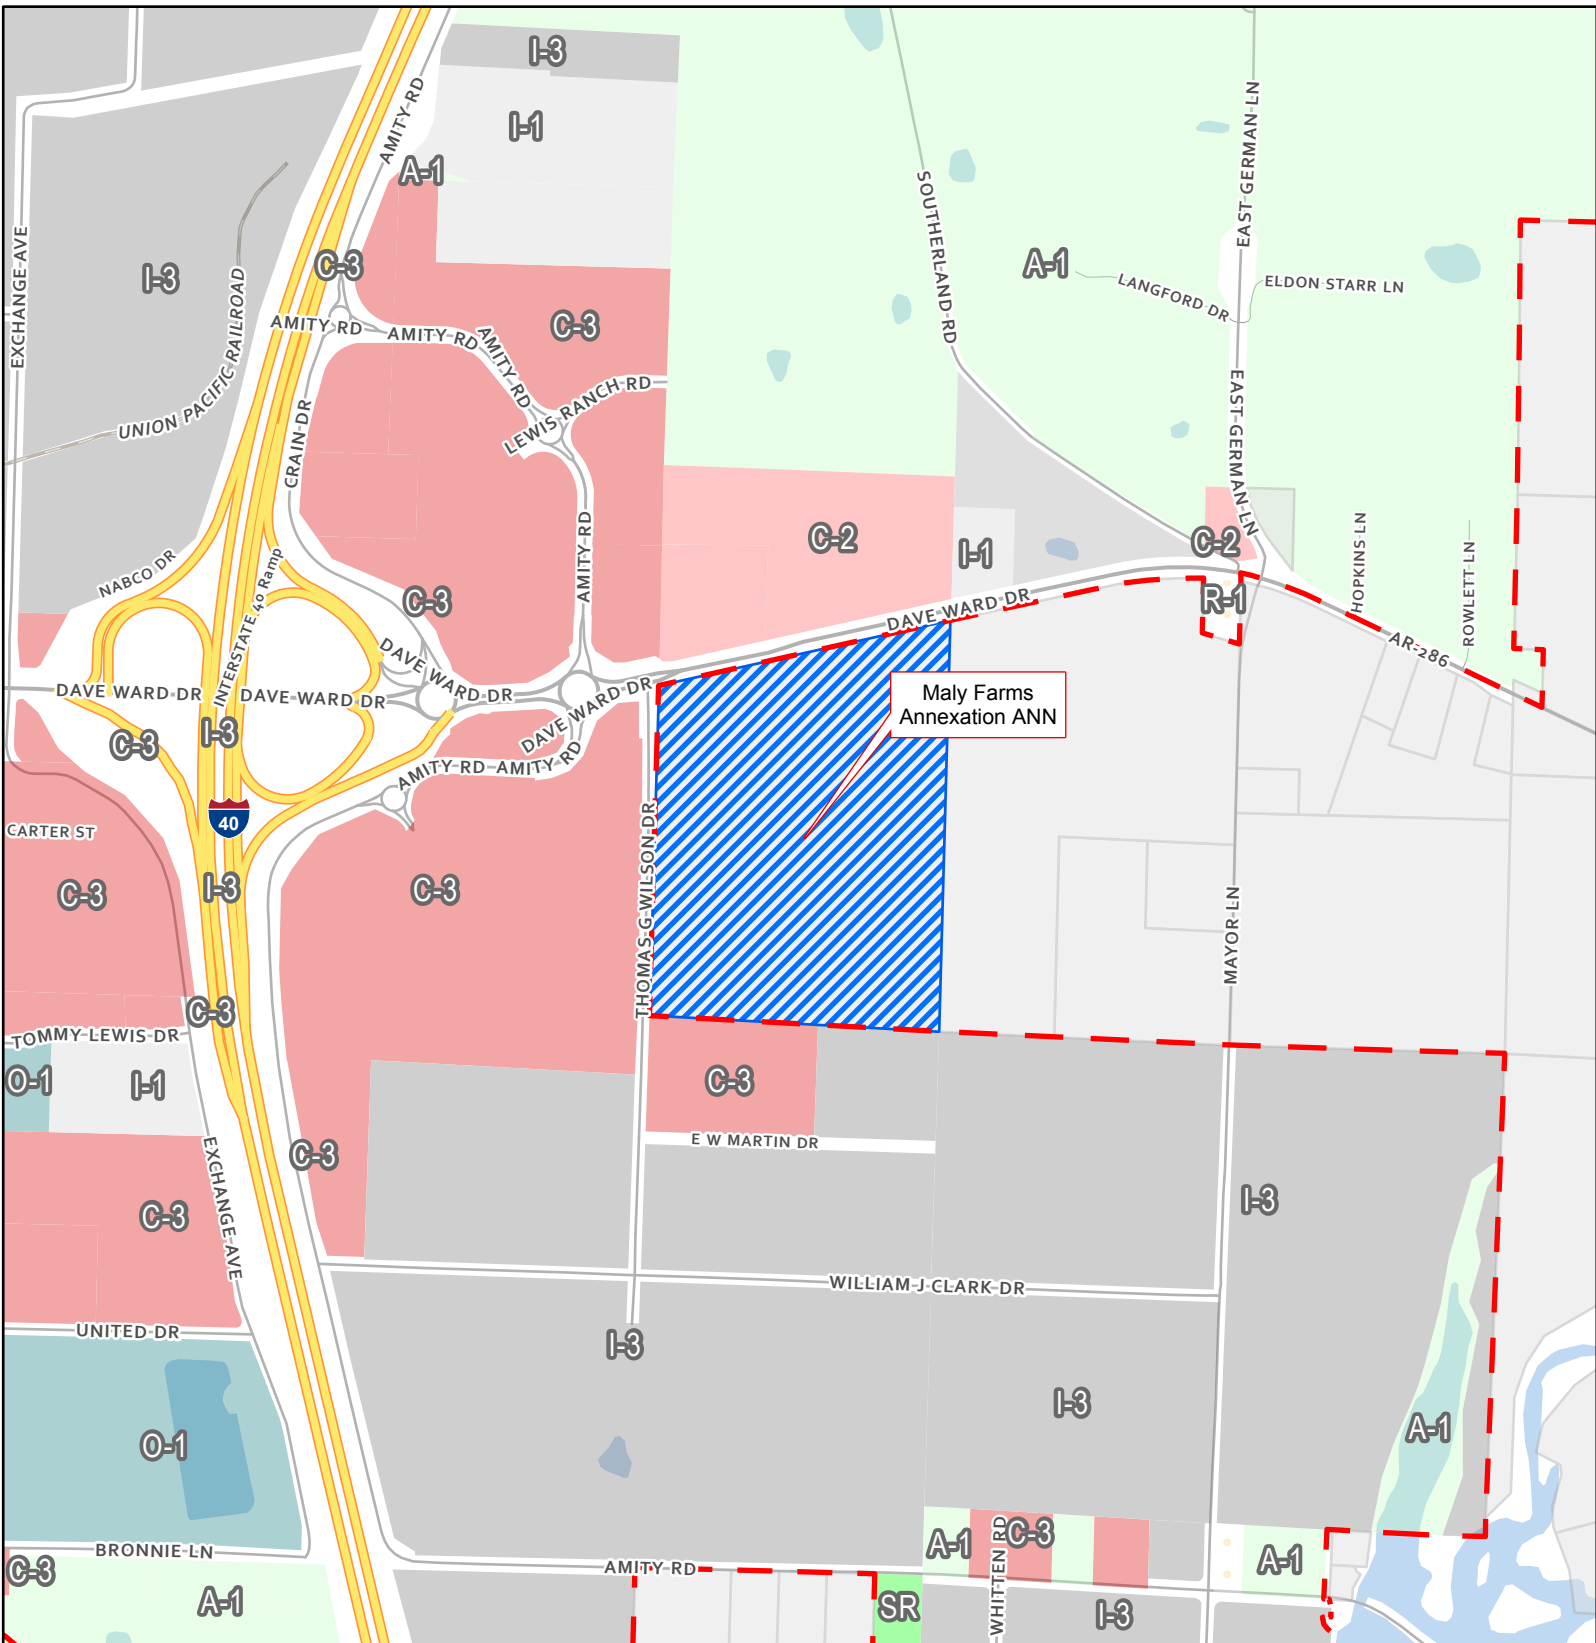 I-3
I-1
AMITY RD
A-1
EAST GERMAN LN
SOUTHERLAND RD
EXCHANGE AVE
I-3
C-3
A-1
LANGFORD DR
ELDON STARR LN
UNION PACIFIC RAILROAD
AMITY RD
AMITY RD
AMITY RD
C-3
LEWIS RANCH RD
EAST GERMAN LN
CRAIN DR
AMITY RD
C-2
I-1
C-2
HOPKINS LN
ROWLETT LN
NABCO DR
INTERSTATE 40 Ramp
C-3
DAVE WARD DR
R-1
AR-286
DAVE WARD DR
DAVE WARD DR
DAVE WARD DR
DAVE WARD DR
Maly Farms
Annexation ANN
C-3
I-3
AMITY RD
AMITY RD
40
CARTER ST
C-3
I-3
C-3
THOMAS G WILSON DR
MAYOR LN
C-3
TOMMY LEWIS DR
O-1
I-1
C-3
E W MARTIN DR
EXCHANGE AVE
C-3
C-3
I-3
WILLIAM J CLARK DR
UNITED DR
I-3
I-3
O-1
A-1
BRONNIE LN
C-3
A-1
AMITY RD
A-1
C-3
WHITTEN RD
A-1
SR
I-3